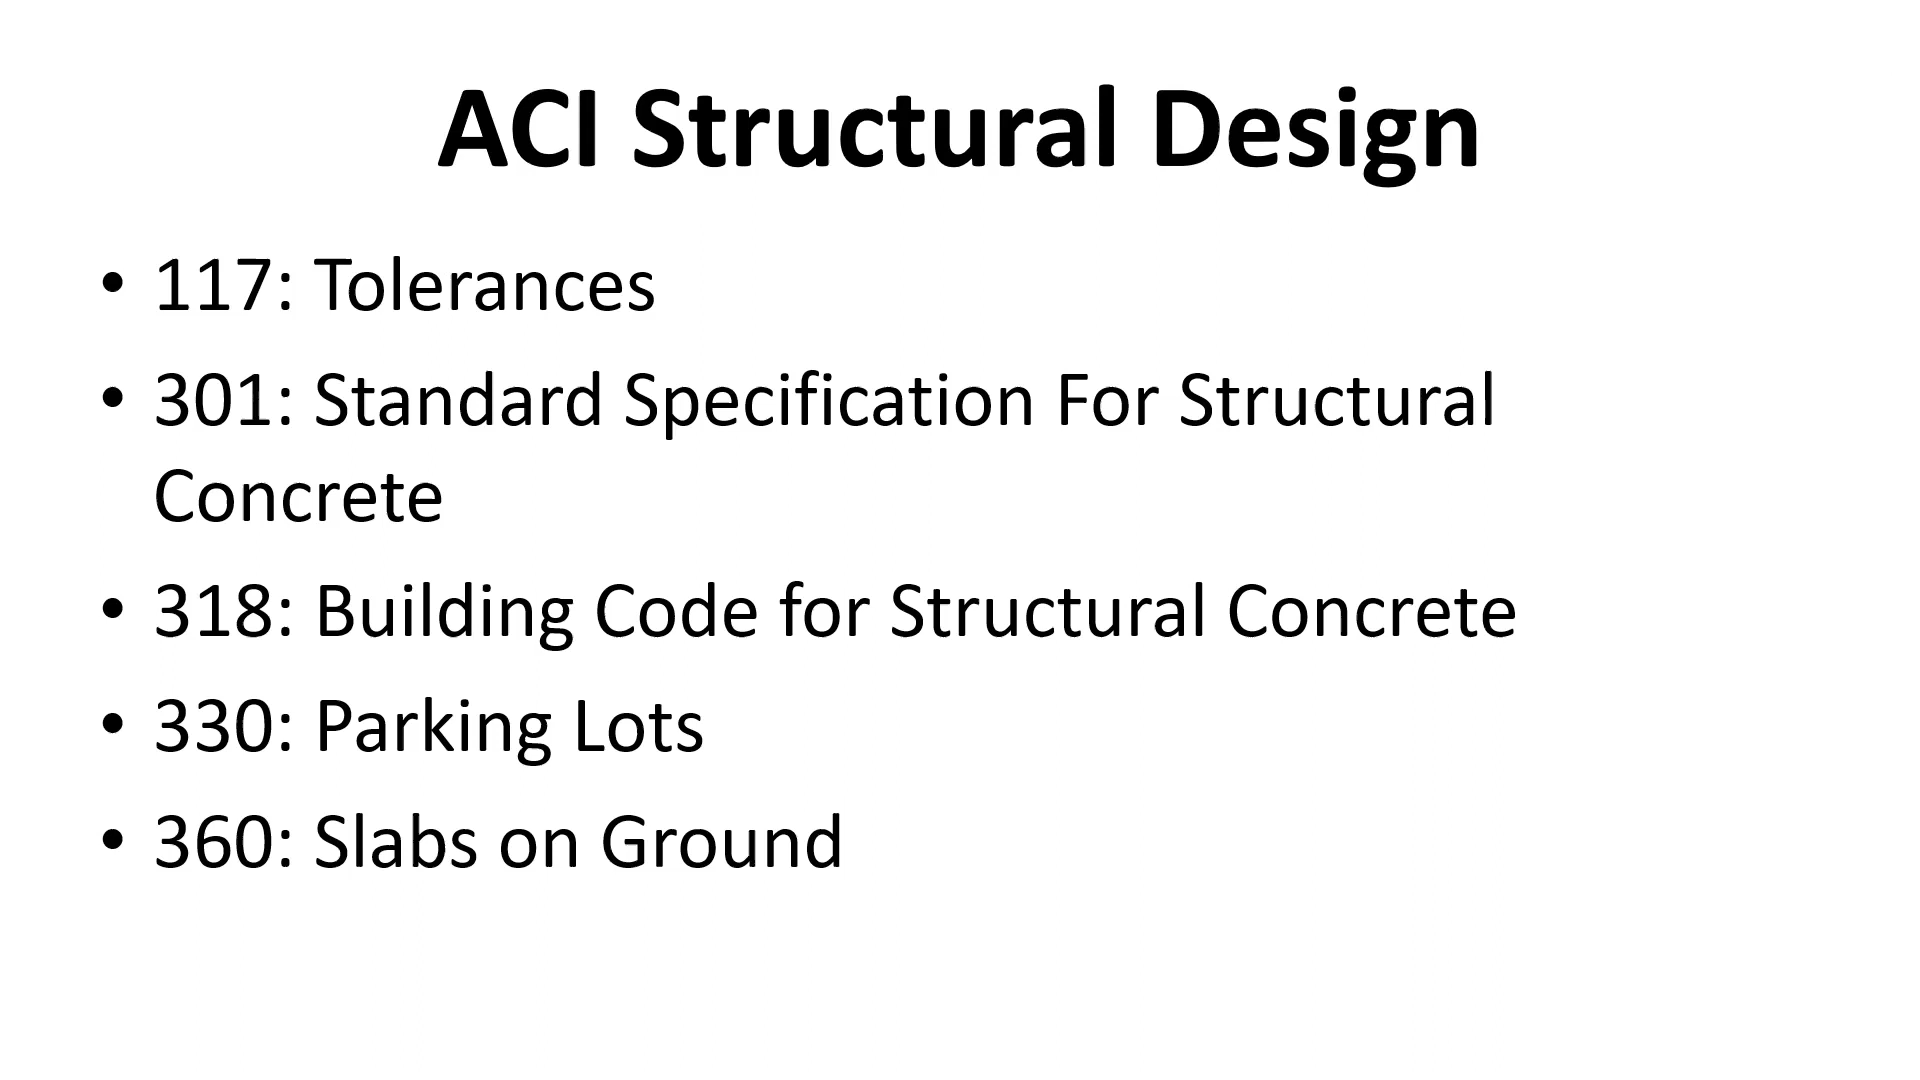 ACI Structural Design
• 117: Tolerances
• 301: Standard Specification For Structural
Concrete
• 318: Building Code for Structural Concrete
• 330: Parking Lots
• 360: Slabs on Ground